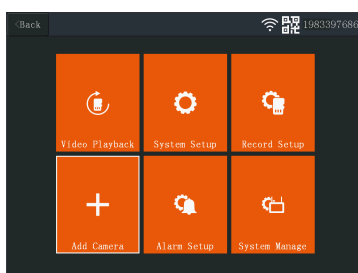 <Back
1983397686
Video Playback
System Setup
Record Setup
Add Camera
Alarm Setup
System Manage